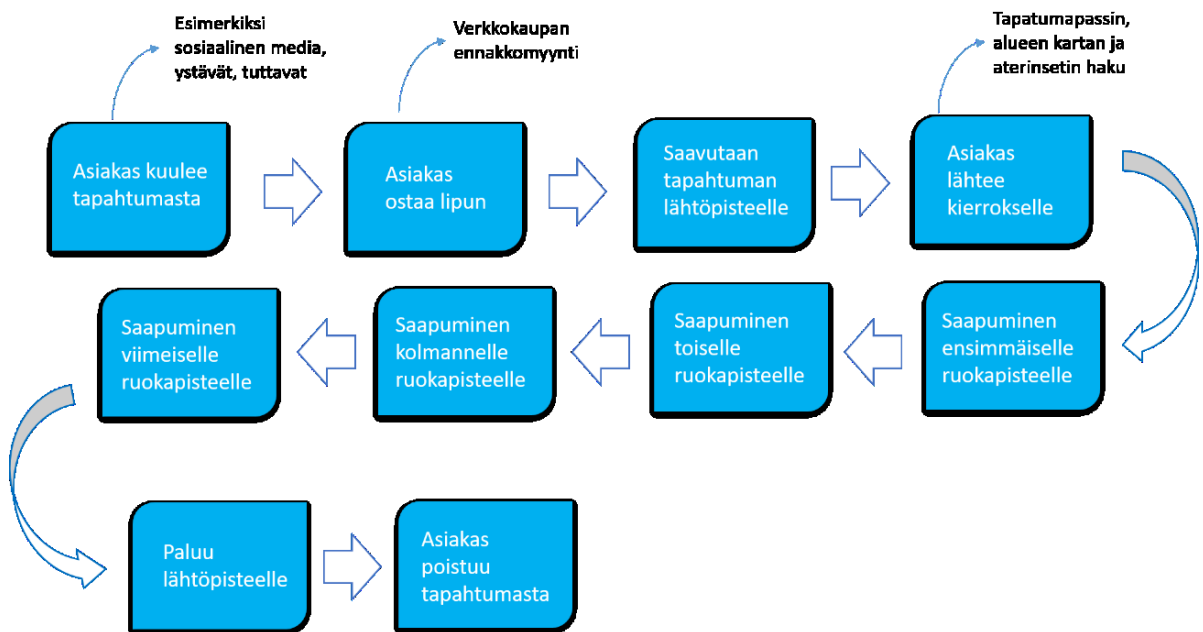 Esimerkiksi
sosiaalinen media,
ystävät, tuttavat
Verkkokaupan
ennakkomyynti
Tapatumapassin,
alueen kartan ja
aterinsetin haku
Asiakas kuulee
tapahtumasta
Asiakas
ostaa lipun
Saavutaan
tapahtuman
lähtöpisteelle
Asiakas
lähtee
kierrokselle
Saapuminen
ensimmäiselle
ruokapisteelle
Saapuminen
toiselle
ruokapisteelle
Saapuminen
kolmannelle
ruokapisteelle
Saapuminen
viimeiselle
ruokapisteelle
Paluu
lähtöpisteelle
Asiakas
poistuu
tapahtumasta